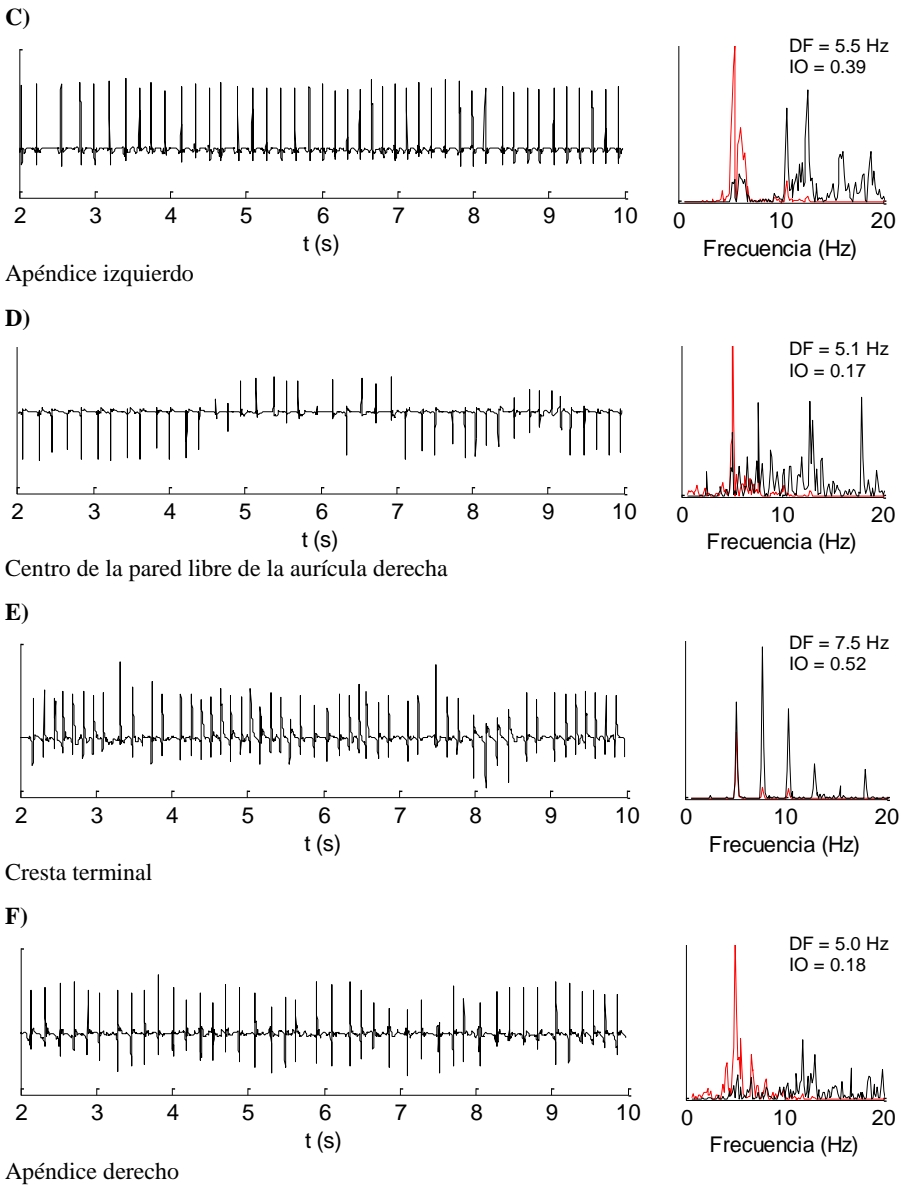 C)
DF = 5.5 Hz
IO = 0.39
2 3 4 5 6 7 8 9 10
t (s)
0 10 20
Frecuencia (Hz)
Apéndice izquierdo
D)
DF = 5.1 Hz
IO = 0.17
2 3 4 5 6 7 8 9 10
t (s)
0 10 20
Frecuencia (Hz)
Centro de la pared libre de la aurícula derecha
E)
DF = 7.5 Hz
IO = 0.52
2 3 4 5 6 7 8 9 10
t (s)
0 10 20
Frecuencia (Hz)
Cresta terminal
F)
DF = 5.0 Hz
IO = 0.18
2 3 4 5 6 7 8 9 10
t (s)
0 10 20
Frecuencia (Hz)
Apéndice derecho